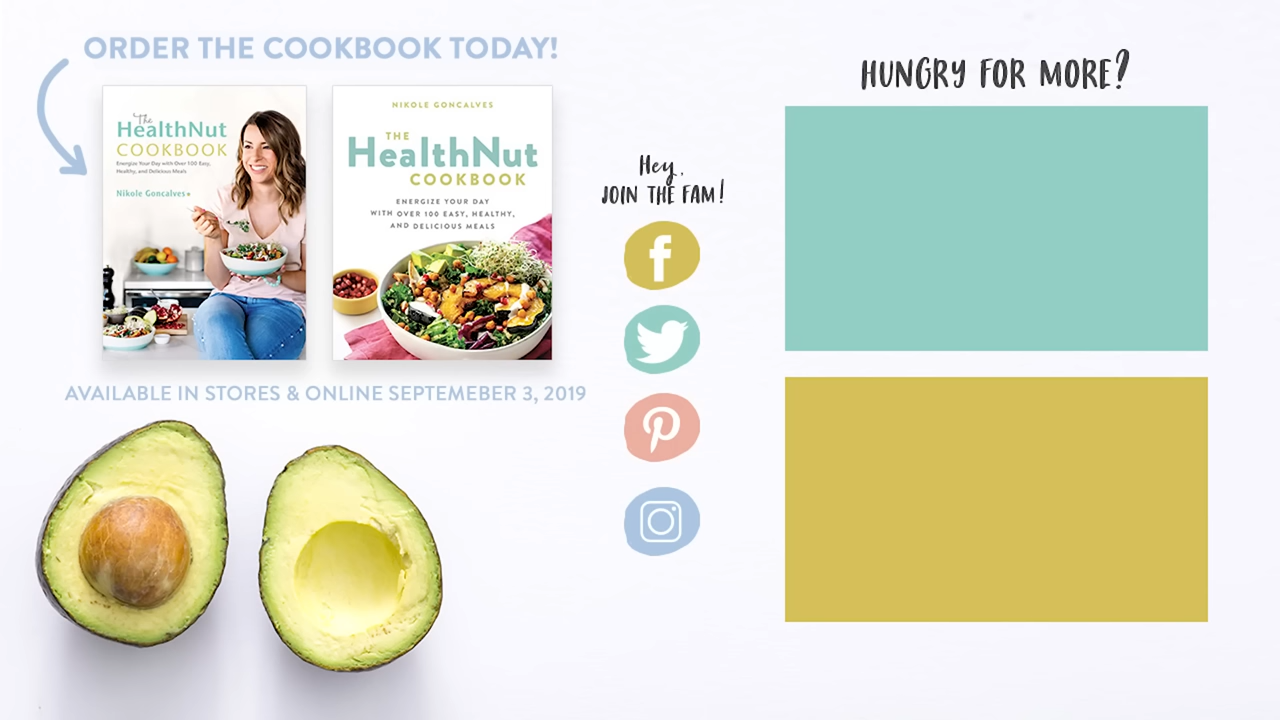 ORDER THE COOKBOOK TODAY!
The
HealthNut
COOKBOOK
Energize Your Day with Over 100 Easy,
Healthy, and Delicious Meals
Nikole Goncalves
NIKOLE GONCALVES
THE
HealthNut
COOKBOOK
ENERGIZE YOUR DAY
WITH OVER 100 EASY, HEALTHY,
AND DELICIOUS MEALS
AVAILABLE IN STORES & ONLINE SEPTEMEBER 3, 2019
Hey,
JOIN THE FAM!
HUNGRY FOR MORE?